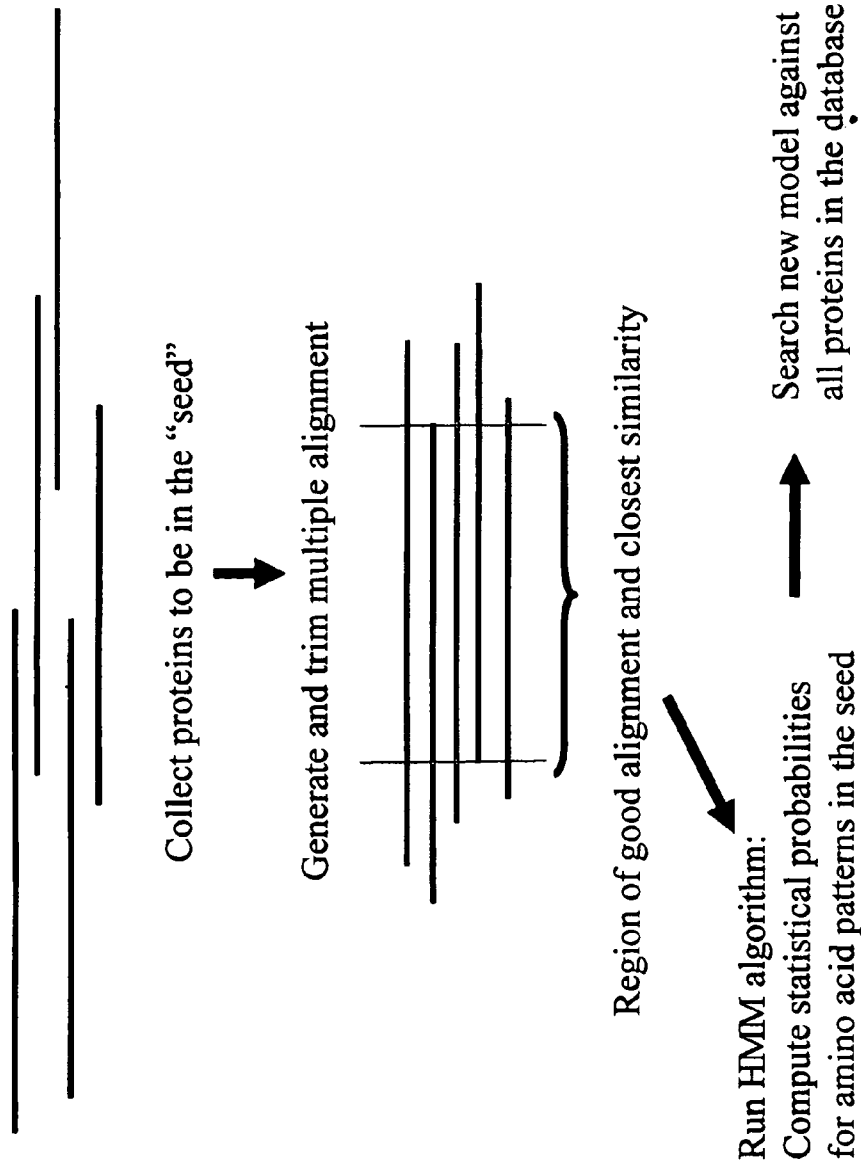 Collect proteins to be in the “seed”
Generate and trim multiple alignment
Region of good alignment and closest similarity
Run HMM algorithm:
Compute statistical probabilities
for amino acid patterns in the seed
Search new model against
all proteins in the database